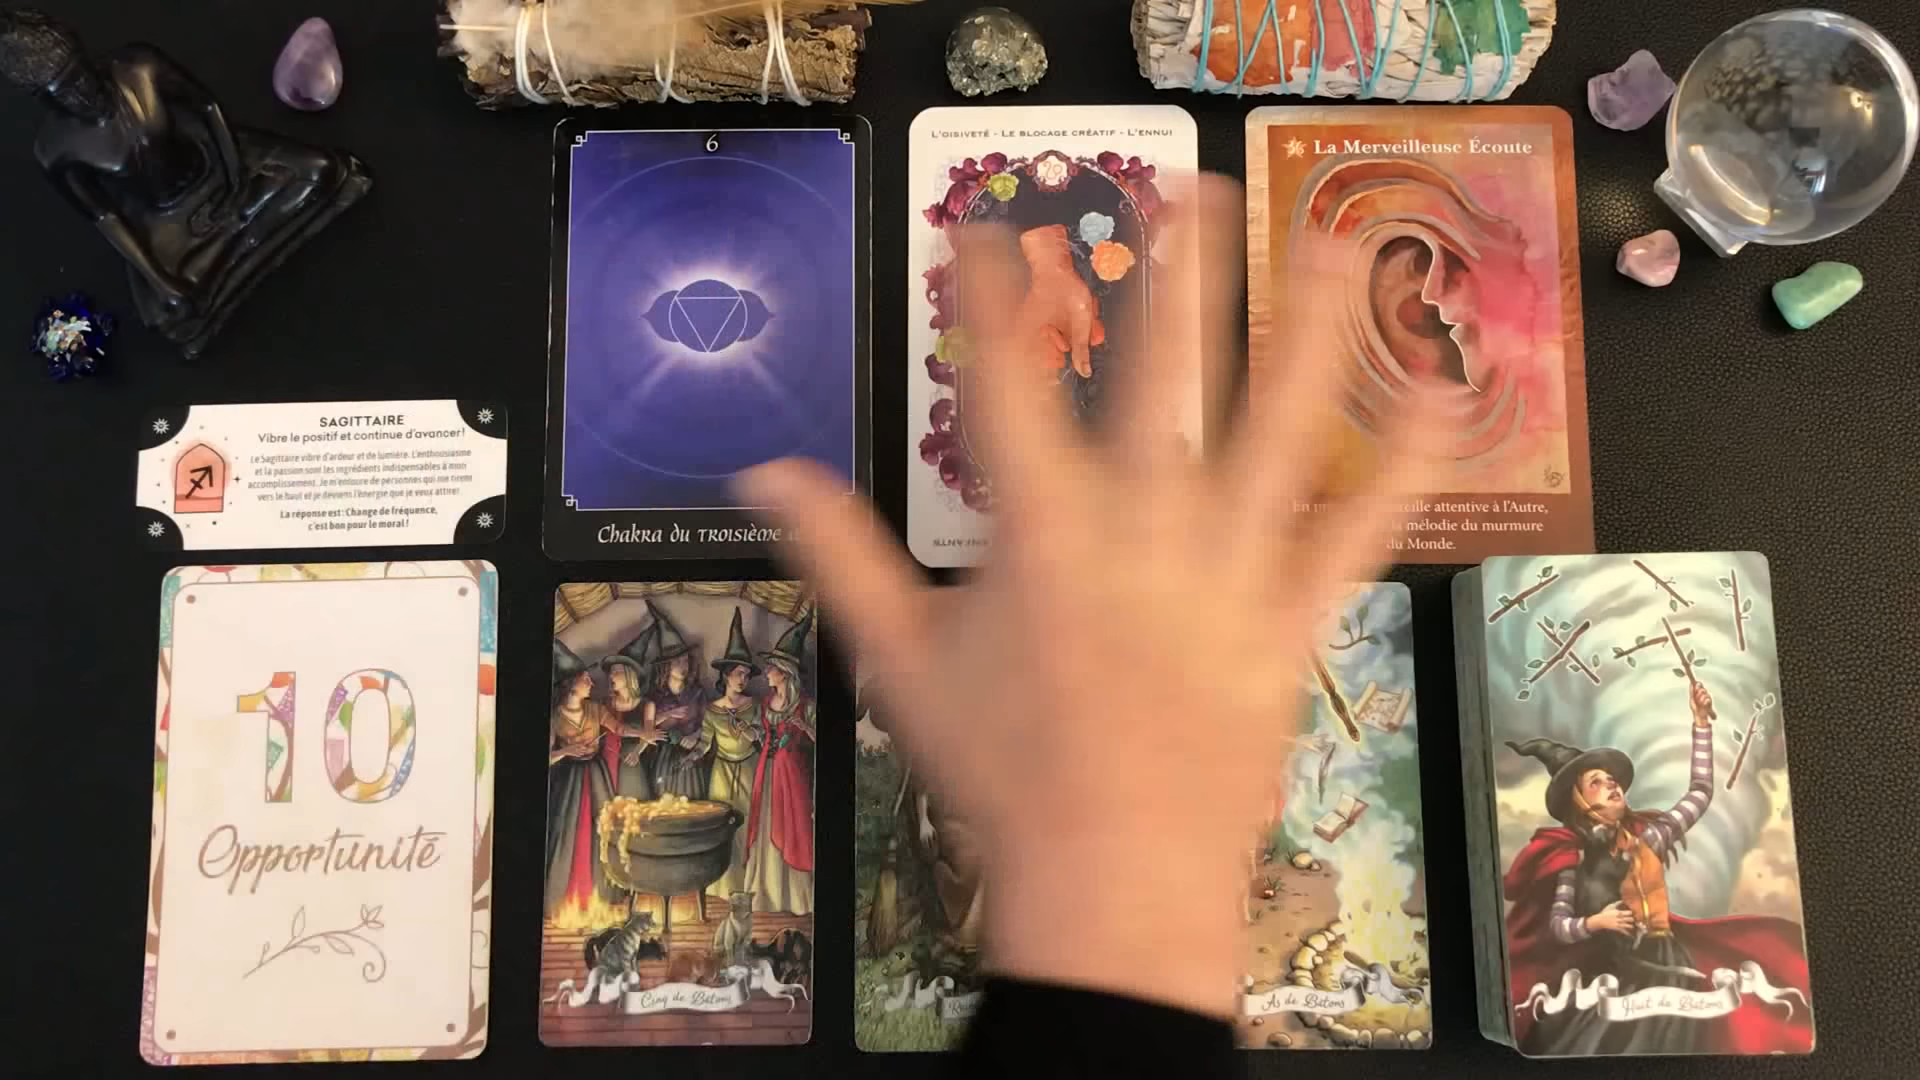 6
Chakra du TROISIÈME
L'OISIVETÉ - LE BLOCAGE CRÉATIF - L'ENNUI
36 La Merveilleuse Écoute
attentive à l'Autre,
la mélodie du murmure
du Monde.
SAGITTAIRE
Vibre le positif et continue d'avancer!
Le Sagittaire vibre d'ardeur et de lumière. L'enthousiasme
et la passion sont les ingrédients indispensables à mon
accomplissement. Je m'entoure de personnes qui me tirent
vers le haut et je deviens l'énergie que je veux attirer!
La réponse est: Change de fréquence,
c'est bon pour le moral!
10
Opportunité
Cinq de Bâtons
As de Bâtons
Huit de Bâtons